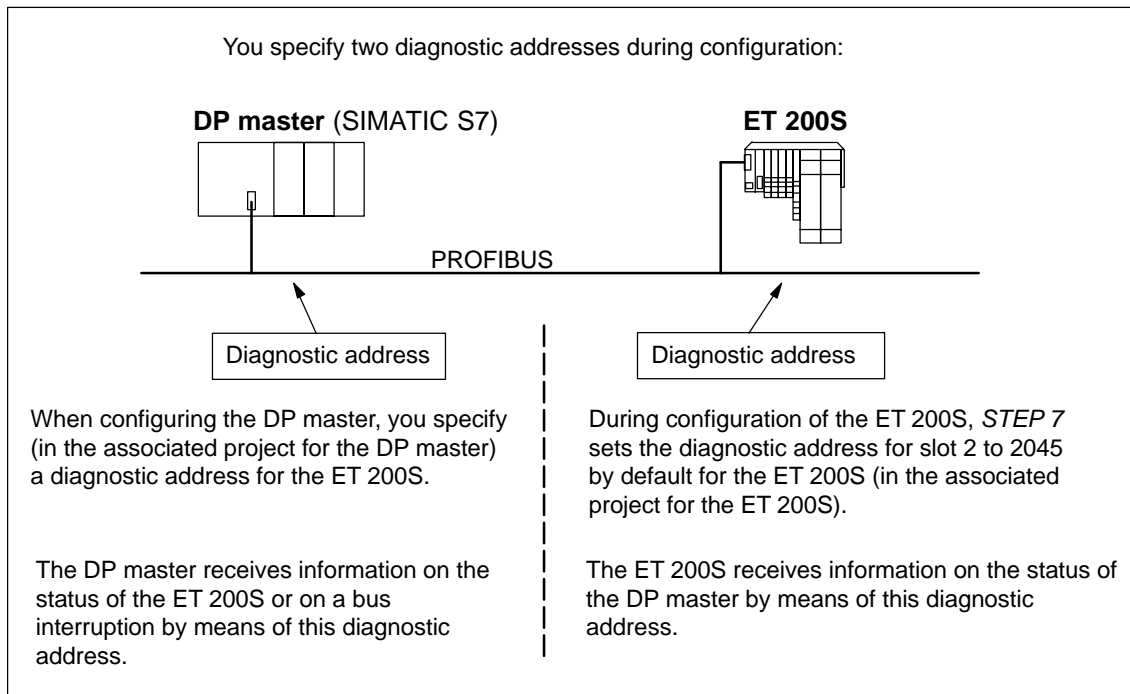 You specify two diagnostic addresses during configuration:
DP master (SIMATIC S7)
ET 200S
PROFIBUS
Diagnostic address
Diagnostic address
When configuring the DP master, you specify
(in the associated project for the DP master)
a diagnostic address for the ET 200S.
The DP master receives information on the
status of the ET 200S or on a bus
interruption by means of this diagnostic
address.
During configuration of the ET 200S, STEP 7
sets the diagnostic address for slot 2 to 2045
by default for the ET 200S (in the associated
project for the ET 200S).
The ET 200S receives information on the status of
the DP master by means of this diagnostic
address.